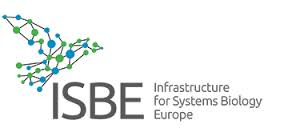 ISBE
Infrastructure
for Systems Biology
Europe